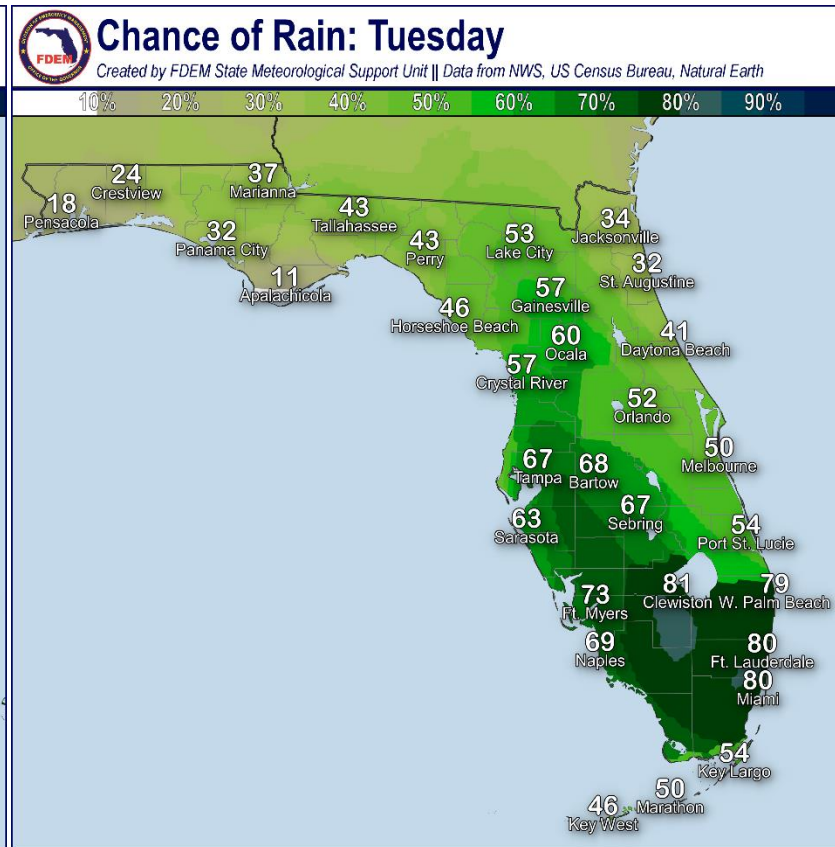 Chance of Rain: Tuesday
FDEM
Created by FDEM State Meteorological Support Unit || Data from NWS, US Census Bureau, Natural Earth
10% 20% 30% 40% 50% 60% 70% 80% 90%
24
Crestview
37
Marianna
18
Pensacola
32
Panama City
43
Tallahassee
43
Perry
53
Lake City
34
Jacksonville
11
Apalachicola
32
St. Augustine
57
Gainesville
46
Horseshoe Beach
60
Ocala
41
Daytona Beach
57
Crystal River
52
Orlando
67
Tampa
68
Bartow
50
Melbourne
67
Sebring
63
Sarasota
54
Port St. Lucie
73
Ft. Myers
81
Clewiston
79
W. Palm Beach
69
Naples
80
Ft. Lauderdale
80
Miami
54
Key Largo
50
Marathon
46
Key West